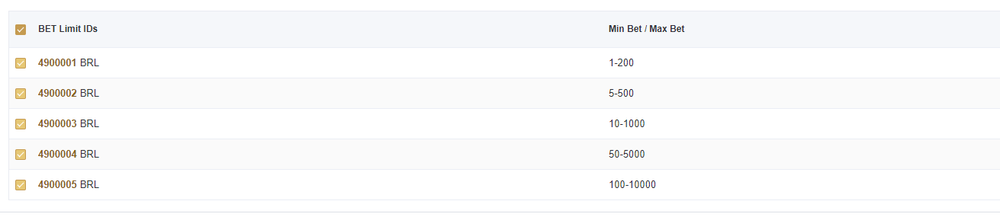 BET Limit IDs Min Bet / Max Bet
4900001 BRL 1-200
4900002 BRL 5-500
4900003 BRL 10-1000
4900004 BRL 50-5000
4900005 BRL 100-10000